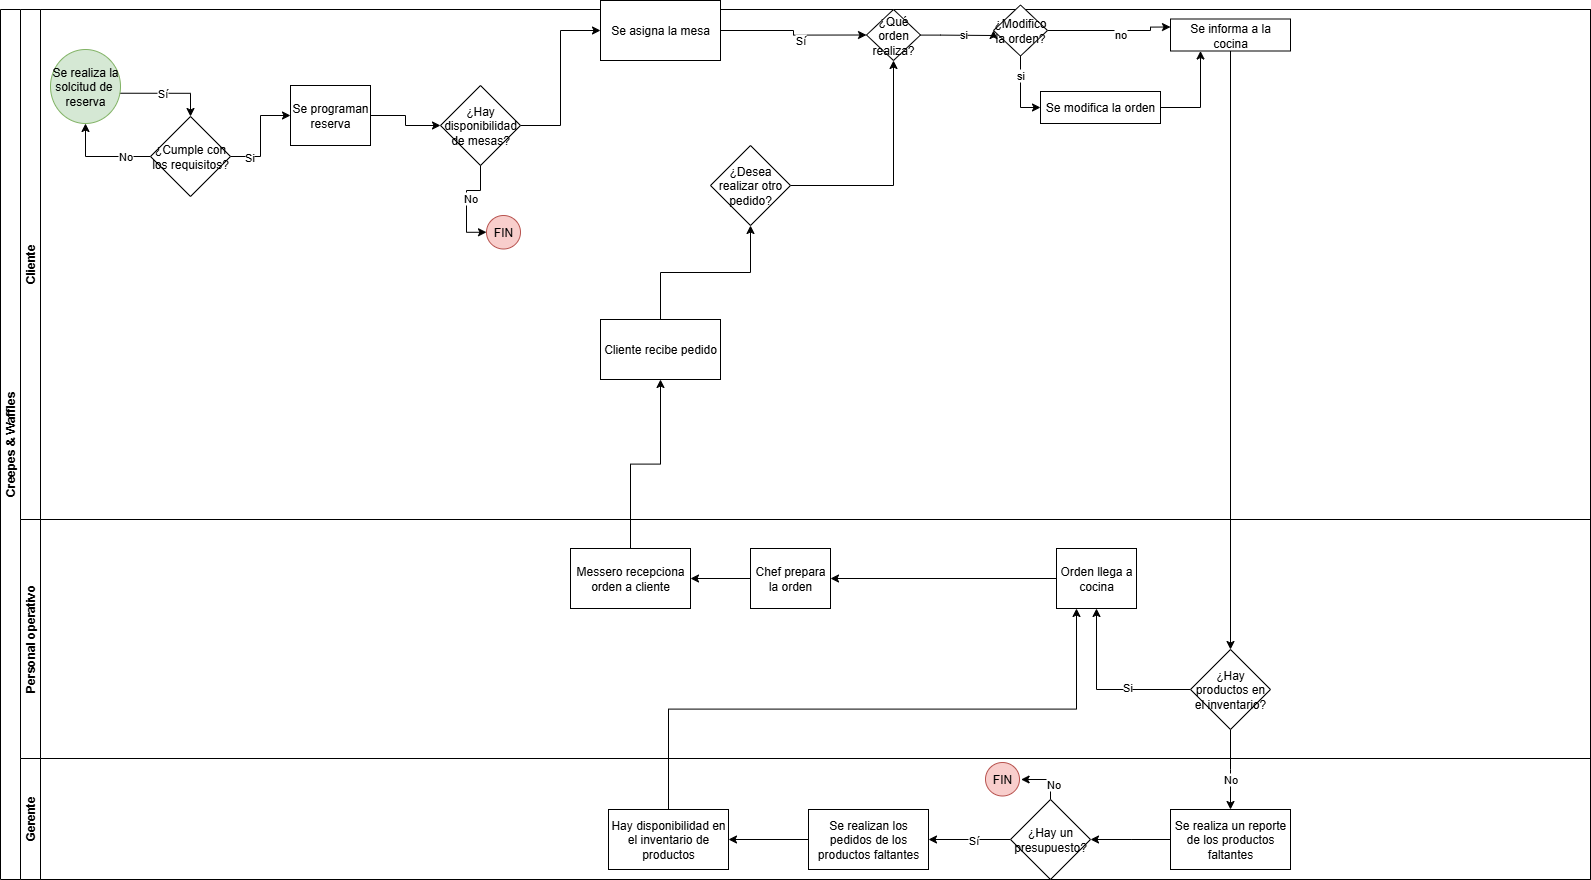 Creepes & Waffles
Cliente
Se realiza la
solcitud de
reserva
Sí
¿Cumple con
los requisitos?
No
Si
Se programan
reserva
¿Hay
disponibilidad
de mesas?
No
FIN
Se asigna la mesa
Sí
¿Qué
orden
realiza?
si
¿Modifico
la orden?
no
si
Se informa a la
cocina
Se modifica la orden
¿Desea
realizar otro
pedido?
Cliente recibe pedido
Personal operativo
Messero recepciona
orden a cliente
Chef prepara
la orden
Orden llega a
cocina
Si
¿Hay
productos en
el inventario?
No
Gerente
Hay disponibilidad en
el inventario de
productos
Se realizan los
pedidos de los
productos faltantes
Sí
FIN
No
¿Hay un
presupuesto?
Se realiza un reporte
de los productos
faltantes